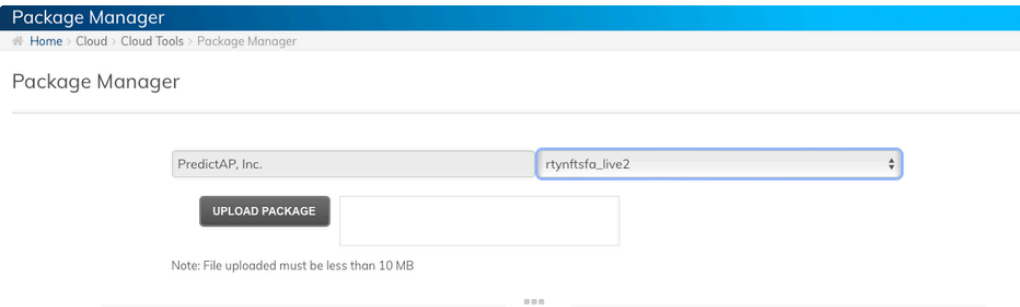 Package Manager
Home > Cloud > Cloud Tools > Package Manager
Package Manager
PredictAP, Inc. rtynftsfa_live2
UPLOAD PACKAGE
Note: File uploaded must be less than 10 MB